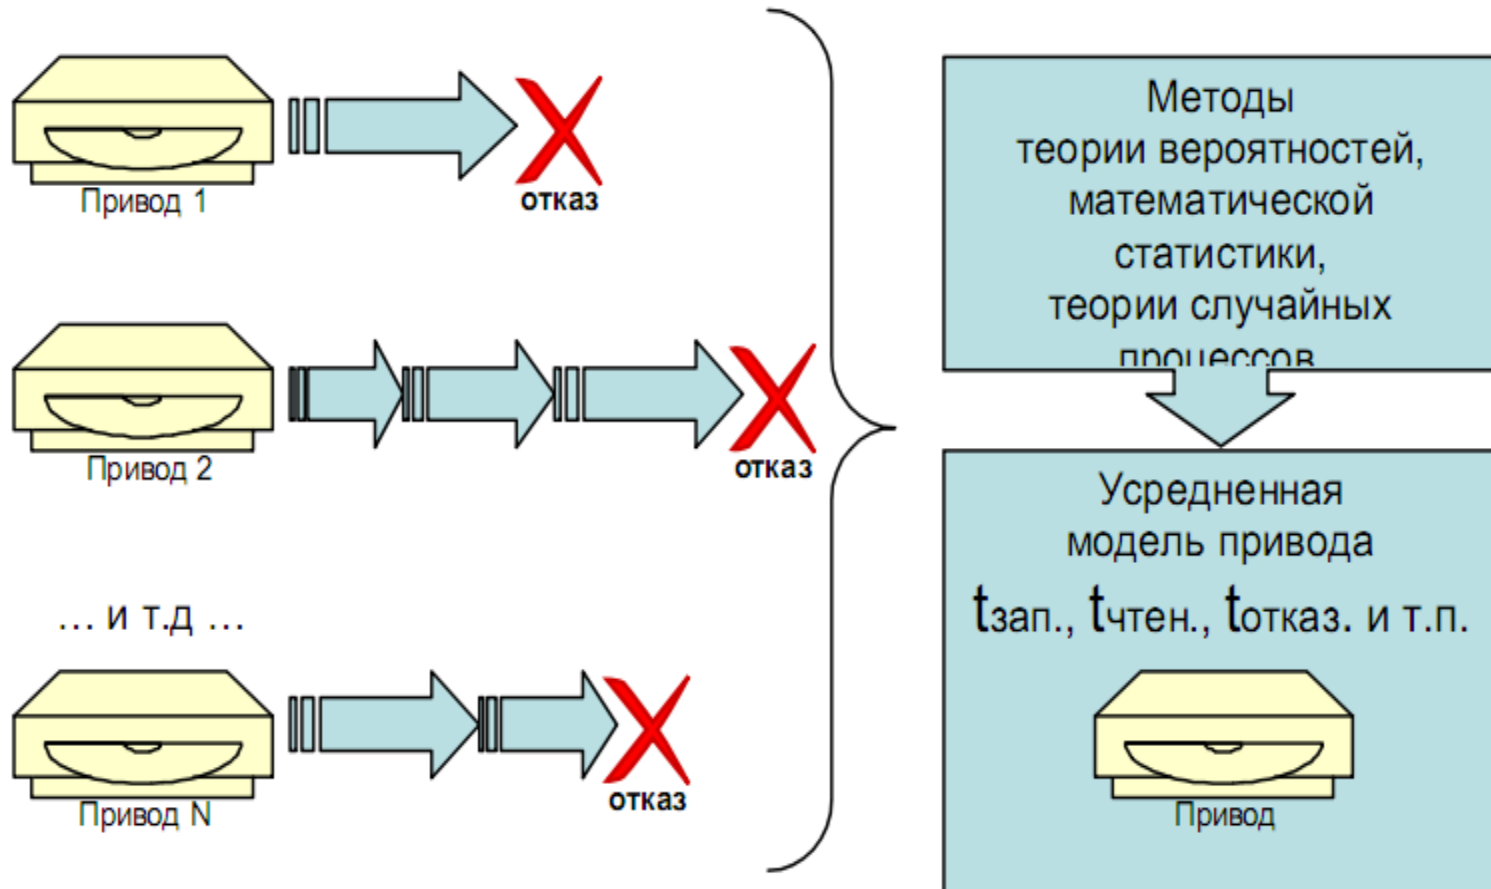 Привод 1
отказ
Привод 2
отказ
... и т.д ...
Привод N
отказ
Методы
теории вероятностей,
математической
статистики,
теории случайных
процессов
Усредненная
модель привода
tзап., tчтен., tотказ. и т.п.
Привод